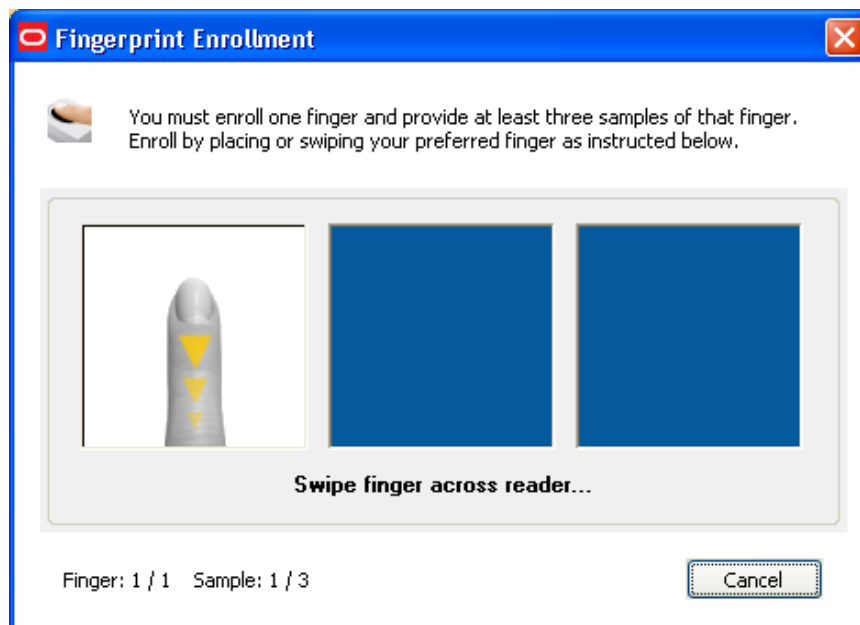 Fingerprint Enrollment
You must enroll one finger and provide at least three samples of that finger.
Enroll by placing or swiping your preferred finger as instructed below.
Swipe finger across reader...
Finger: 1 / 1 Sample: 1 / 3
Cancel